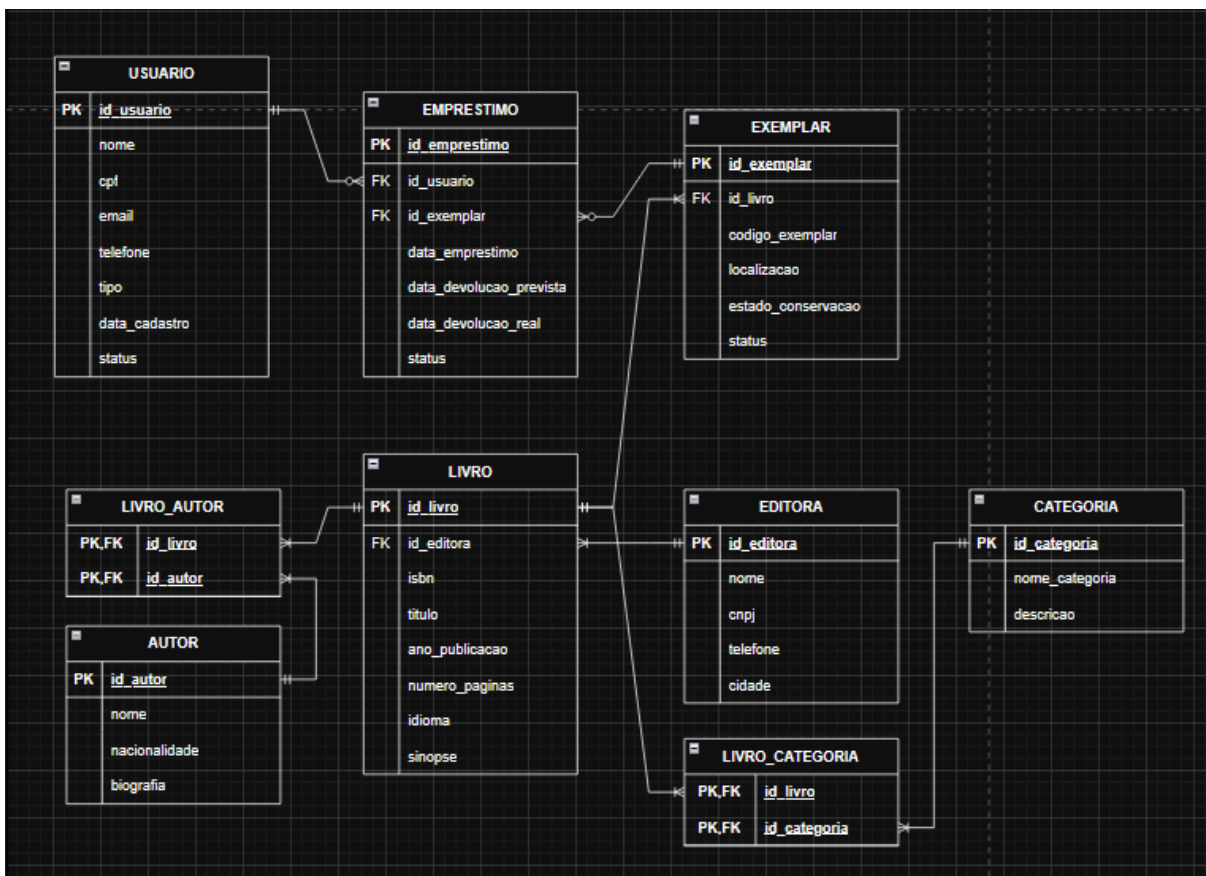 USUARIO
PK id_usuario
nome
cpf
email
telefone
tipo
data_cadastro
status
EMPRESTIMO
PK id_emprestimo
FK id_usuario
FK id_exemplar
data_emprestimo
data_devolucao_prevista
data_devolucao_real
status
EXEMPLAR
PK id_exemplar
FK id_livro
codigo_exemplar
localizacao
estado_conservacao
status
LIVRO_AUTOR
PK,FK id_livro
PK,FK id_autor
AUTOR
PK id_autor
nome
nacionalidade
biografia
LIVRO
PK id_livro
FK id_editora
isbn
titulo
ano_publicacao
numero_paginas
idioma
sinopse
EDITORA
PK id_editora
nome
cnpj
telefone
cidade
CATEGORIA
PK id_categoria
nome_categoria
descricao
LIVRO_CATEGORIA
PK,FK id_livro
PK,FK id_categoria